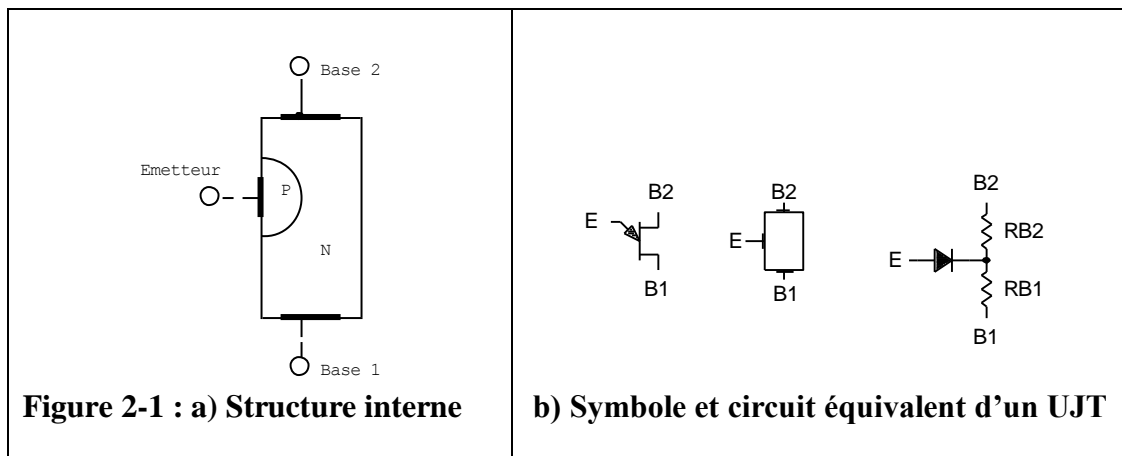 Base 2
Emetteur
P
N
Base 1
Figure 2-1 : a) Structure interne
B2
E
B1
B2
E
B1
B2
RB2
E
RB1
B1
b) Symbole et circuit équivalent d’un UJT